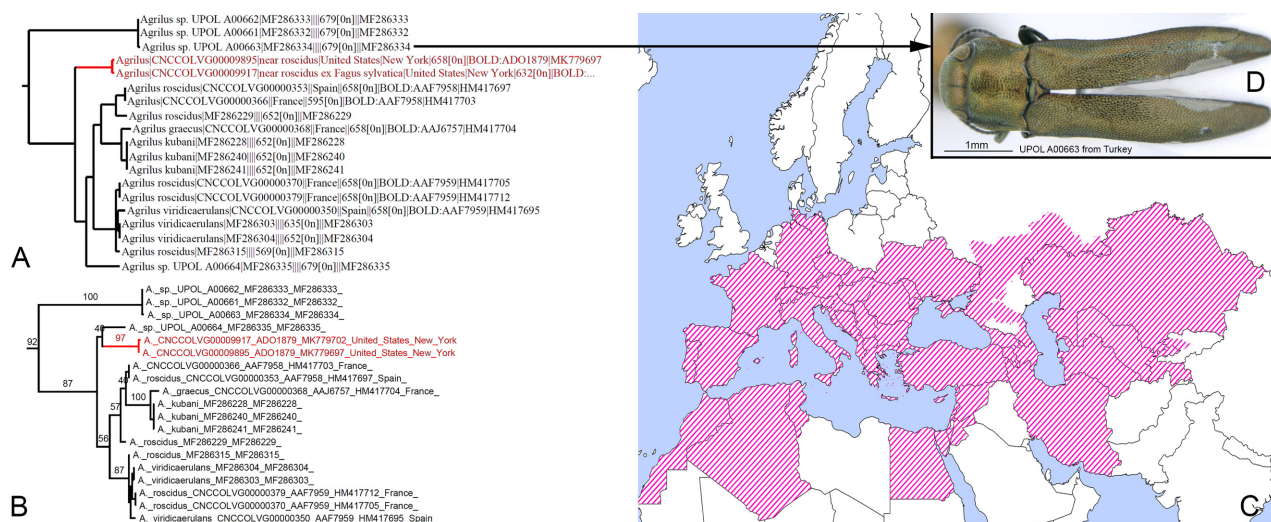 Agrilus sp. UPOL A00662|MF286333||||679[0n]|||MF286333
Agrilus sp. UPOL A00661|MF286332||||679[0n]|||MF286332
Agrilus sp. UPOL A00663|MF286334||||679[0n]|||MF286334
Agrilus|CNCCOLVG00009895|near roscidus|United States|New York|658[0n]|BOLD:ADO1879|MK779697
Agrilus|CNCCOLVG00009917|near roscidus ex Fagus sylvatica|United States|New York|632[0n]|BOLD:...
Agrilus roscidus|CNCCOLVG00000353||Spain||658[0n]|BOLD:AAF7958|HM417697
Agrilus|CNCCOLVG00000366||France||595[0n]|BOLD:AAF7958|HM417703
Agrilus roscidus|MF286229||||652[0n]|||MF286229
Agrilus graecus|CNCCOLVG00000368||France||658[0n]|BOLD:AAJ6757|HM417704
Agrilus kubani|MF286228||||652[0n]|||MF286228
Agrilus kubani|MF286240||||652[0n]|||MF286240
Agrilus kubani|MF286241||||652[0n]|||MF286241
Agrilus roscidus|CNCCOLVG00000370||France||658[0n]|BOLD:AAF7959|HM417705
Agrilus roscidus|CNCCOLVG00000379||France||658[0n]|BOLD:AAF7959|HM417712
Agrilus viridicaerulans|CNCCOLVG00000350||Spain||658[0n]|BOLD:AAF7959|HM417695
Agrilus viridicaerulans|MF286303||||635[0n]|||MF286303
Agrilus viridicaerulans|MF286304||||652[0n]|||MF286304
Agrilus roscidus|MF286315||||569[0n]|||MF286315
Agrilus sp. UPOL A00664|MF286335||||679[0n]|||MF286335
A
A._sp._UPOL_A00662_MF286333_MF286333_
A._sp._UPOL_A00661_MF286332_MF286332_
A._sp._UPOL_A00663_MF286334_MF286334_
A._sp._UPOL_A00664_MF286335_MF286335_
A._CNCCOLVG00009917_ADO1879_MK779702_United_States_New_York
A._CNCCOLVG00009895_ADO1879_MK779697_United_States_New_York
A._CNCCOLVG00000366_AAF7958_HM417703_France_
A._roscidus_CNCCOLVG00000353_AAF7958_HM417697_Spain_
A._graecus_CNCCOLVG00000368_AAJ6757_HM417704_France_
A._kubani_MF286228_MF286228_
A._kubani_MF286240_MF286240_
A._kubani_MF286241_MF286241_
A._roscidus_MF286229_MF286229_
A._roscidus_MF286315_MF286315_
A._viridicaerulans_MF286304_MF286304_
A._viridicaerulans_MF286303_MF286303_
A._roscidus_CNCCOLVG00000379_AAF7959_HM417712_France_
A._roscidus_CNCCOLVG00000370_AAF7959_HM417705_France_
A._viridicaerulans_CNCCOLVG00000350_AAF7959_HM417695_Spain
100
92
87
40
97
40
100
57
56
87
B
C
D
1mm
UPOL A00663 from Turkey